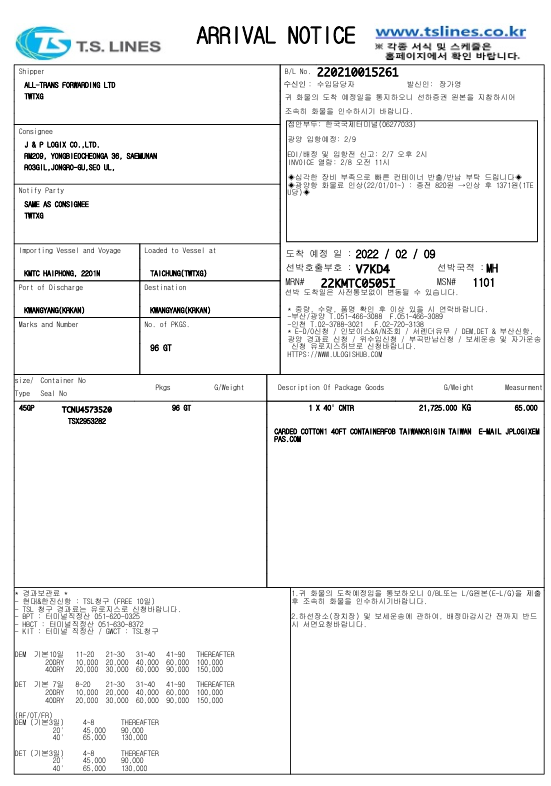 TS T.S. LINES
ARRIVAL NOTICE
www.tslines.co.kr
※ 각종 서식 및 스케줄은
홈페이지에서 확인 바랍니다.
Shipper
ALL-TRANS FORWARDING LTD
TWTXG
B/L No. 220210015261
수신인: 수입담당자 발신인: 장가영
귀 화물의 도착 예정일을 통지하오니 선하증권 원본을 지참하시어
조속히 화물을 인수하시기 바랍니다.
Consignee
J & P LOGIX CO.,LTD.
RM209, YONGBIEOCHEONGA 36, SAEMUNAN
RO3GIL,JONGRO-GU,SEO UL,
접안부두: 한국국제터미널(06277033)
광양 입항예정: 2/9
EDI/배정 및 입항전 신고: 2/7 오후 2시
INVOICE 열람: 2/8 오전 11시
◈심각한 장비 부족으로 빠른 컨테이너 반출/반납 부탁 드립니다◈
◈광양항 화물료 인상(22/01/01~) : 종전 820원 →인상 후 1371원(1TE
U당)◈
Notify Party
SAME AS CONSIGNEE
TWTXG
Importing Vessel and Voyage
KMTC HAIPHONG, 2201N
Loaded to Vessel at
TAICHUNG(TWTXG)
도착 예정 일 : 2022 / 02 / 09
선박호출부호 : V7KD4 선박국적 :MH
MRN# 22KMTC0505I MSN# 1101
선박 도착일은 사전통보없이 변동될 수 있습니다.
Port of Discharge
KWANGYANG(KRKAN)
Destination
KWANGYANG(KRKAN)
* 중량, 수량, 품명 확인 후 이상 시 연락바랍니다.
-부산/광양 T.051-466-3088 F.051-466-3089
-인천 T.02-3788-3021 F.02-720-3138
* E-D/O신청 / 인보이스&A/N조회 / 서렌더유무 / DEM,DET & 부산신항,
광양 경과료 신청 / 위수임신청 / 부곡반납신청 / 보세운송 및 자가운송
신청 유로지스허브로 신청바랍니다.
HTTPS://WWW.ULOGISHUB.COM
Marks and Number
No. of PKGS.
96 GT
size/ Container No
Type Seal No
Pkgs
G/Weight
Description Of Package Goods
G/Weight
Measurment
45GP TCNU4573520 96 GT
TSX2953282
1 X 40' CNTR 21,725.000 KG 65.000
CARDED COTTON1 40FT CONTAINERFOB TAIWANORIGIN TAIWAN E-MAIL JPLOGIXEM
PAS.COM
* 경과보관료 *
- 현대&한진신항 : TSL청구 (FREE 10일)
- TSL 청구 경과료는 유로지스로 신청바랍니다.
- BPT : 터미널직정산 051-620-0325
- HBCT : 터미널직정산 051-630-8372
- KIT : 터미널 직정산 / GWCT : TSL청구
DEM 기본10일 11-20 21-30 31-40 41-90 THEREAFTER
20DRY 10,000 20,000 40,000 60,000 100,000
40DRY 20,000 30,000 60,000 90,000 150,000
DET 기본 7일 8-20 21-30 31-40 41-90 THEREAFTER
20DRY 10,000 20,000 40,000 60,000 100,000
40DRY 20,000 30,000 60,000 90,000 150,000
(RF/OT/FR)
DEM (기본3일) 4-8 THEREAFTER
20' 45,000 90,000
40' 65,000 130,000
DET (기본3일) 4-8 THEREAFTER
20' 45,000 90,000
40' 65,000 130,000
1.귀 화물의 도착예정일을 통보하오니 O/BL또는 L/G원본(E-L/G)을 제출
후 조속히 화물을 인수하시기바랍니다.
2.하선장소(장치장) 및 보세운송에 관하여, 배정마감시간 전까지 반드
시 서면요청바랍니다.